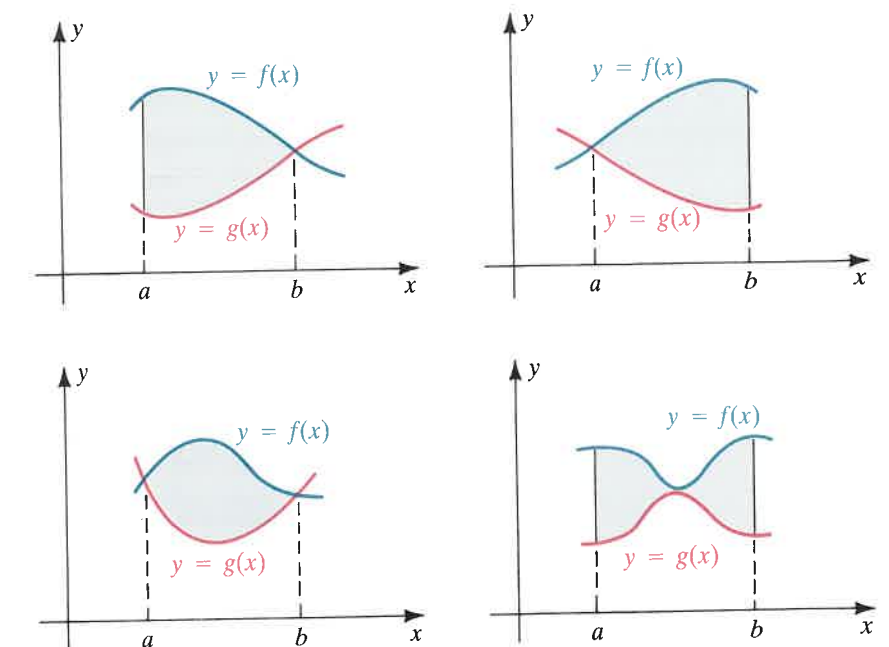 y
y = f(x)
y = g(x)
a
b
x
y
y = f(x)
y = g(x)
a
b
x
y
y = f(x)
y = g(x)
a
b
x
y
y = f(x)
y = g(x)
a
b
x